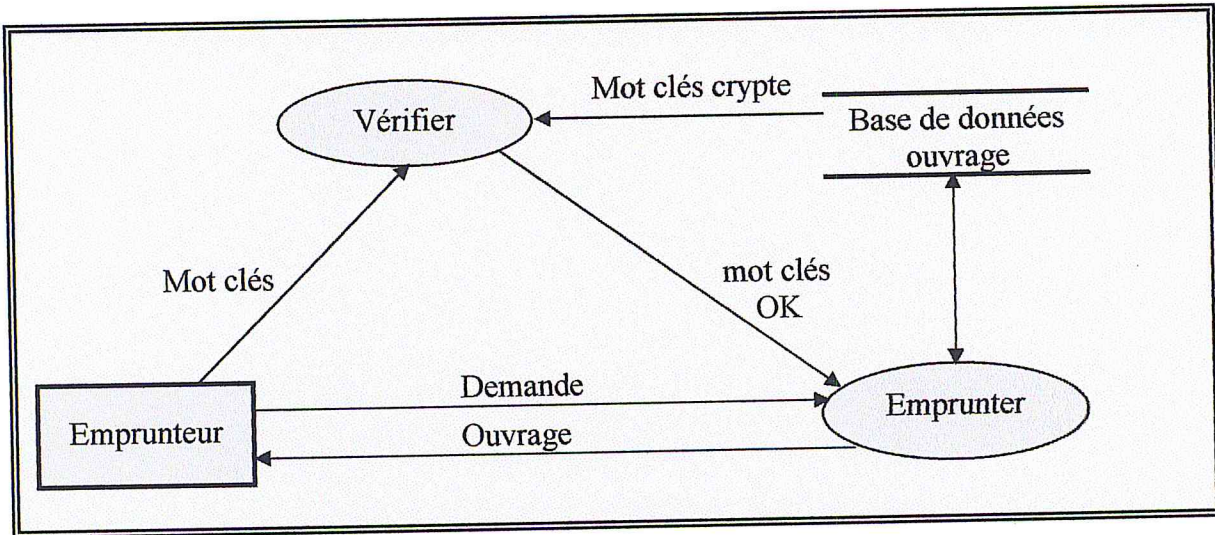 Mot clés crypte
Vérifier
Base de données
ouvrage
Mot clés
mot clés
OK
Demande
Emprunteur
Emprunter
Ouvrage